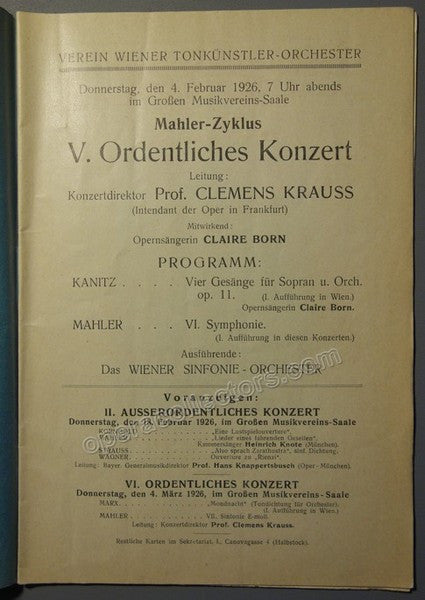 VEREIN WIENER TONKÜNSTLER-ORCHESTER
Donnerstag, den 4. Februar 1926, 7 Uhr abends
im Großen Musikvereins-Saale
Mahler-Zyklus
V. Ordentliches Konzert
Leitung:
Konzertdirektor Prof. CLEMENS KRAUSS
(Intendant der Oper in Frankfurt)
Mitwirkend:
Opernsängerin CLAIRE BORN
PROGRAMM:
KANITZ . . . . Vier Gesänge für Sopran u. Orch.
op. 11. (I. Aufführung in Wien.)
Opernsängerin Claire Born.
MAHLER . . . VI. Symphonie.
(I. Aufführung in diesen Konzerten.)
Ausführende:
Das WIENER SINFONIE-ORCHESTER
Voranzeigen:
II. AUSSERORDENTLICHES KONZERT
Donnerstag, den 18. Februar 1926, im Großen Musikvereins-Saale
„Eine Lustspielouverture“.
„Lieder eines fahrenden Gesellen“.
Kammersänger Heinrich Knote (München).
STRAUSS „Also sprach Zarathustra“, sinf. Dichtung.
WAGNER Ouverture zu „Rienzi“.
Leitung: Bayer. Generalmusikdirektor Prof. Hans Knappertsbusch (Oper-München).
VI. ORDENTLICHES KONZERT
Donnerstag, den 4. März 1926, im Großen Musikvereins-Saale
MARX „Mondnacht“ (Tondichtung für Orchester).
(I. Aufführung in Wien.)
MAHLER VII. Sinfonie E-moll.
Leitung: Konzertdirektor Prof. Clemens Krauss.
Restliche Karten im Sekretariat, I., Canovagasse 4 (Halbstock).
operacollectors.com